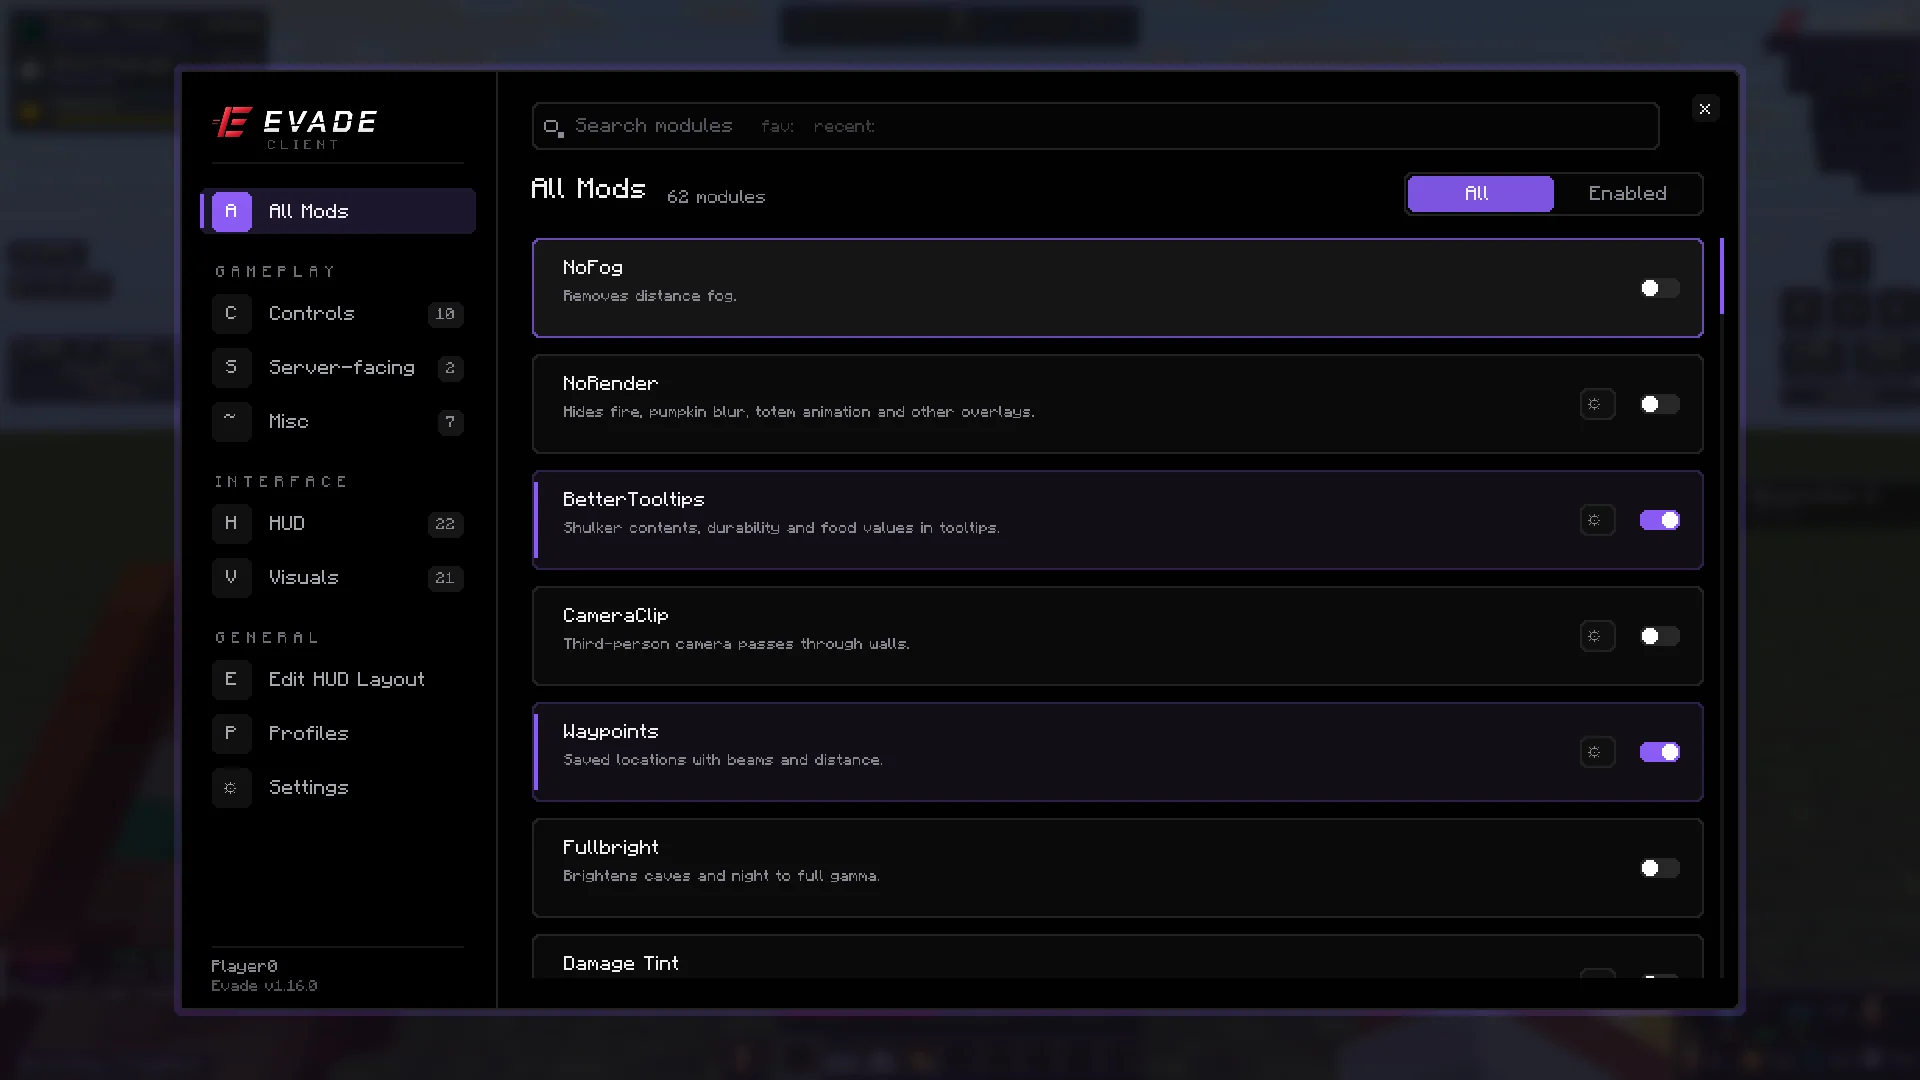 EVADE
CLIENT
A All Mods
GAMEPLAY
C Controls 10
S Server-facing 2
~ Misc 7
INTERFACE
H HUD 22
V Visuals 21
GENERAL
E Edit HUD Layout
P Profiles
Settings
Player0
Evade v1.16.0
Search modules fav: recent:
All Mods 62 modules
All Enabled
NoFog
Removes distance fog.
NoRender
Hides fire, pumpkin blur, totem animation and other overlays.
BetterTooltips
Shulker contents, durability and food values in tooltips.
CameraClip
Third-person camera passes through walls.
Waypoints
Saved locations with beams and distance.
Fullbright
Brightens caves and night to full gamma.
Damage Tint